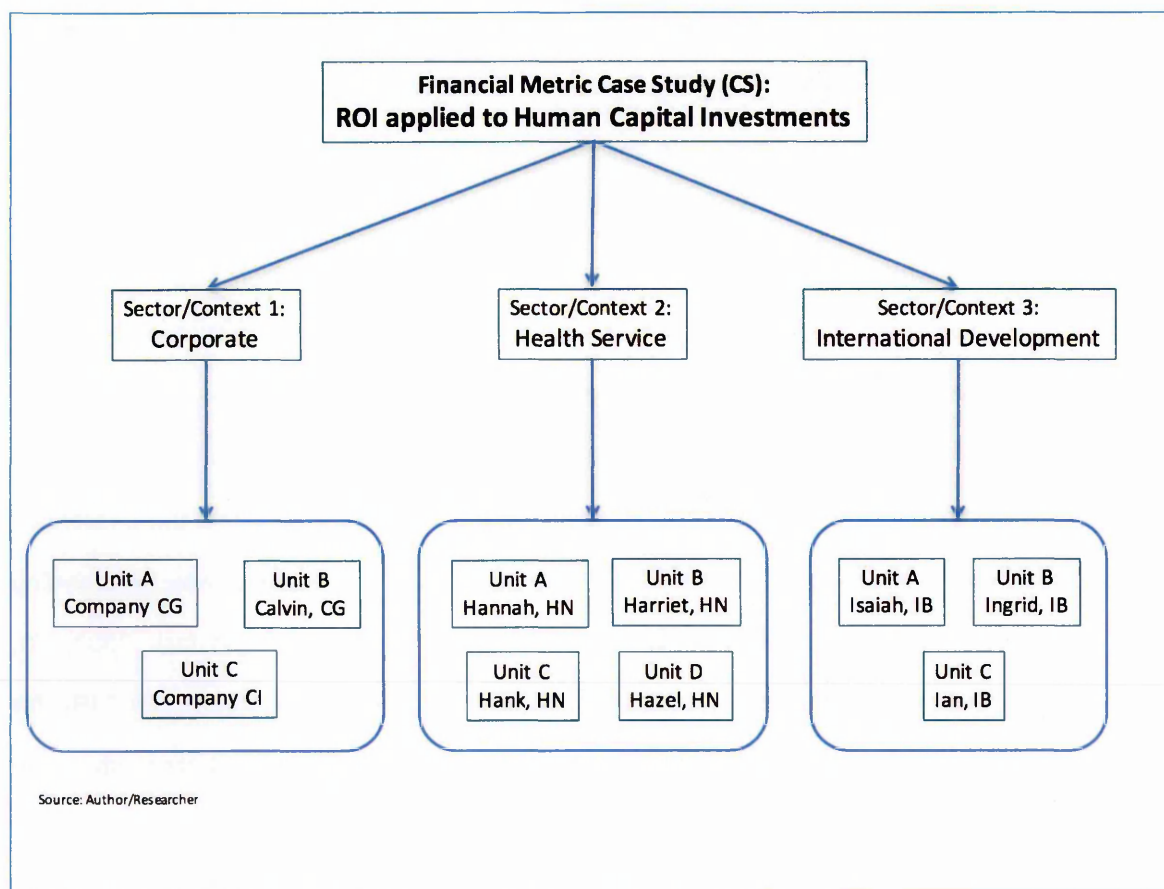 Financial Metric Case Study (CS):
ROI applied to Human Capital Investments
Sector/Context 1:
Corporate
Sector/Context 2:
Health Service
Sector/Context 3:
International Development
Unit A
Company CG
Unit B
Calvin, CG
Unit C
Company CI
Unit A
Hannah, HN
Unit B
Harriet, HN
Unit C
Hank, HN
Unit D
Hazel, HN
Unit A
Isaiah, IB
Unit B
Ingrid, IB
Unit C
Ian, IB
Source: Author/Researcher